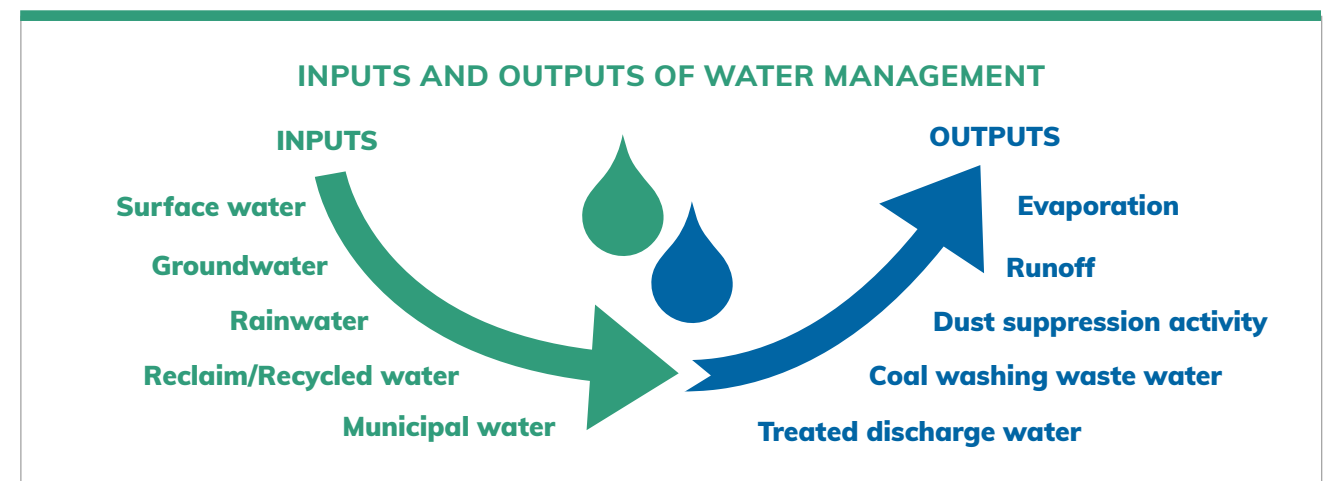 INPUTS AND OUTPUTS OF WATER MANAGEMENT
INPUTS
Surface water
Groundwater
Rainwater
Reclaim/Recycled water
Municipal water
OUTPUTS
Evaporation
Runoff
Dust suppression activity
Coal washing waste water
Treated discharge water